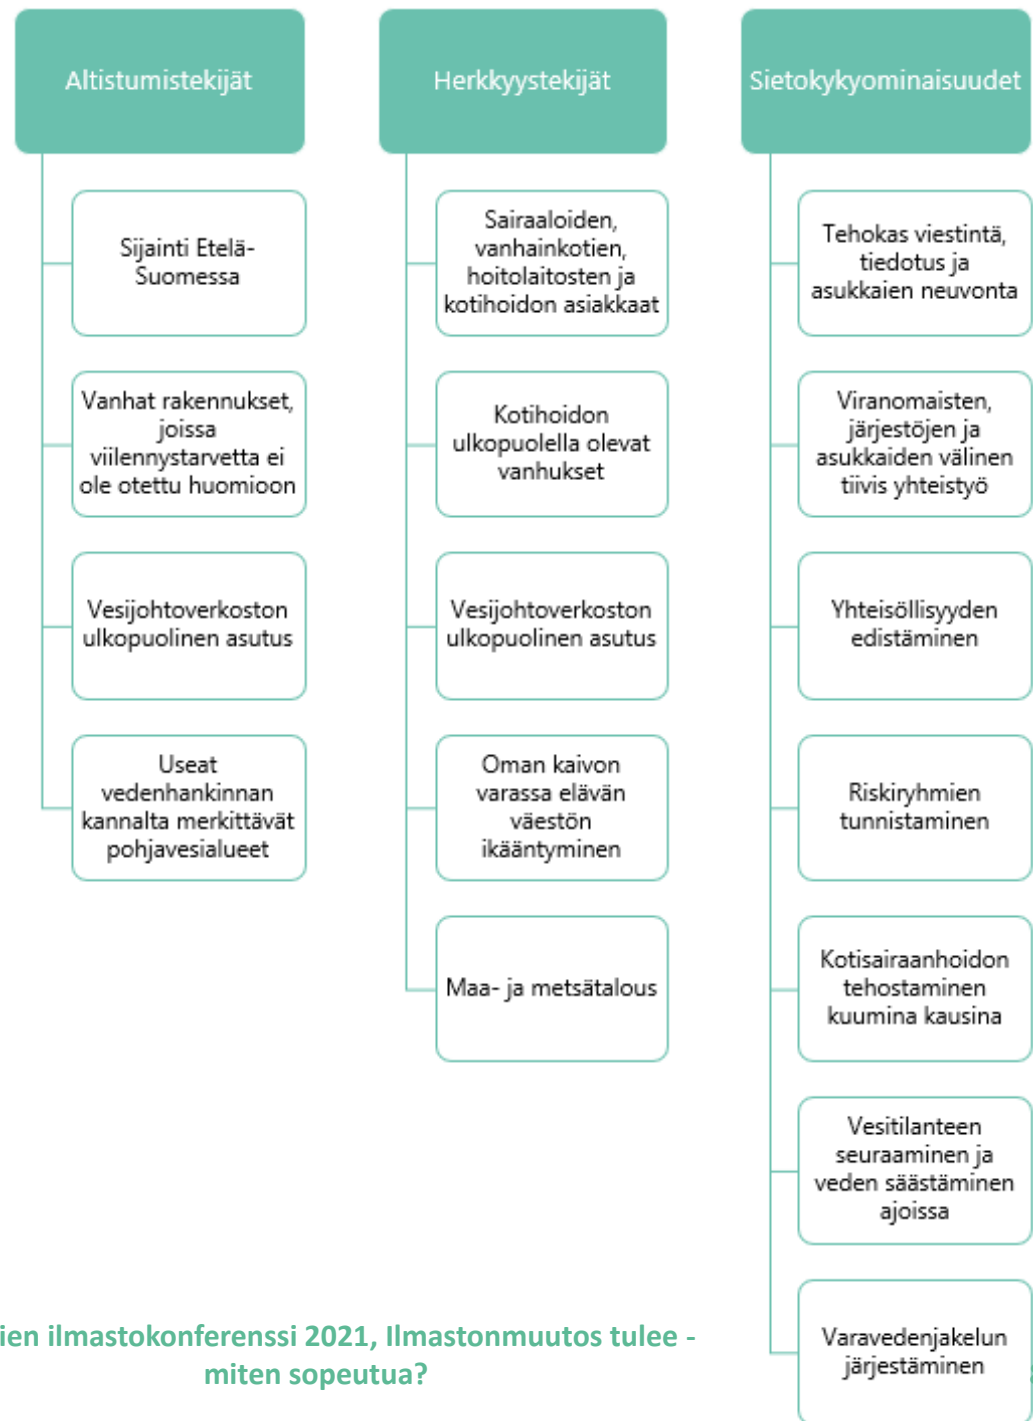 Altistumistekijät
Sijainti Etelä-
Suomessa
Vanhat rakennukset,
joissa
viilennystarvetta ei
ole otettu huomioon
Vesijohtoverkoston
ulkopuolinen asutus
Useat
vedenhankinnan
kannalta merkittävät
pohjavesialueet
Herkkyystekijät
Sairaaloiden,
vanhainkotien,
hoitolaitosten ja
kotihoidon asiakkaat
Kotihoidon
ulkopuolella olevat
vanhukset
Vesijohtoverkoston
ulkopuolinen asutus
Oman kaivon
varassa elävän
väestön
ikääntyminen
Maa- ja metsätalous
Sietokykyominaisuudet
Tehokas viestintä,
tiedotus ja
asukkaien neuvonta
Viranomaisten,
järjestöjen ja
asukkaiden välinen
tiivis yhteistyö
Yhteisöllisyyden
edistäminen
Riskiryhmien
tunnistaminen
Kotisairaanhoidon
tehostaminen
kuumina kausina
Vesitilanteen
seuraaminen ja
veden säästäminen
ajoissa
Varavedenjakelun
järjestäminen
ien ilmastokonferenssi 2021, Ilmastonmuutos tulee -
miten sopeutua?